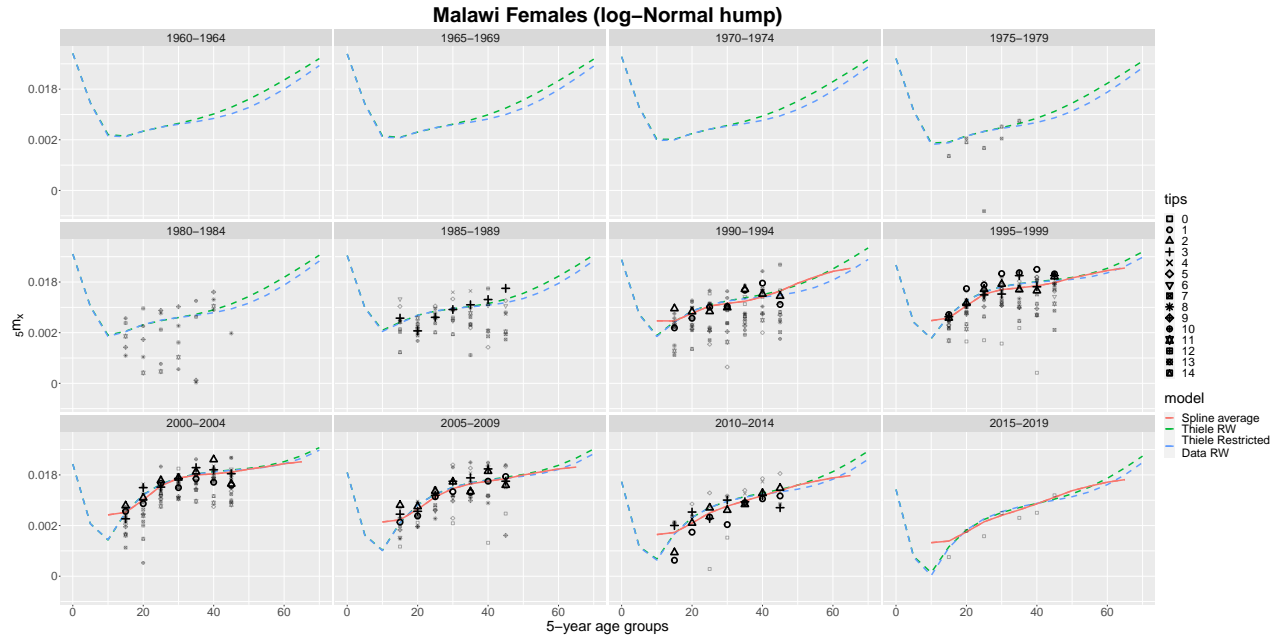 Malawi Females (log−Normal hump)
1960−1964 1965−1969 1970−1974 1975−1979
0.018
0.002
0
1980−1984 1985−1989 1990−1994 1995−1999
0.018
0.002
0
2000−2004 2005−2009 2010−2014 2015−2019
0.018
0.002
0
0 20 40 60 0 20 40 60 0 20 40 60 0 20 40 60
5−year age groups
5mx
tips
0
1
2
3
4
5
6
7
8
9
10
11
12
13
14
model
Spline average
Thiele RW
Thiele Restricted
Data RW